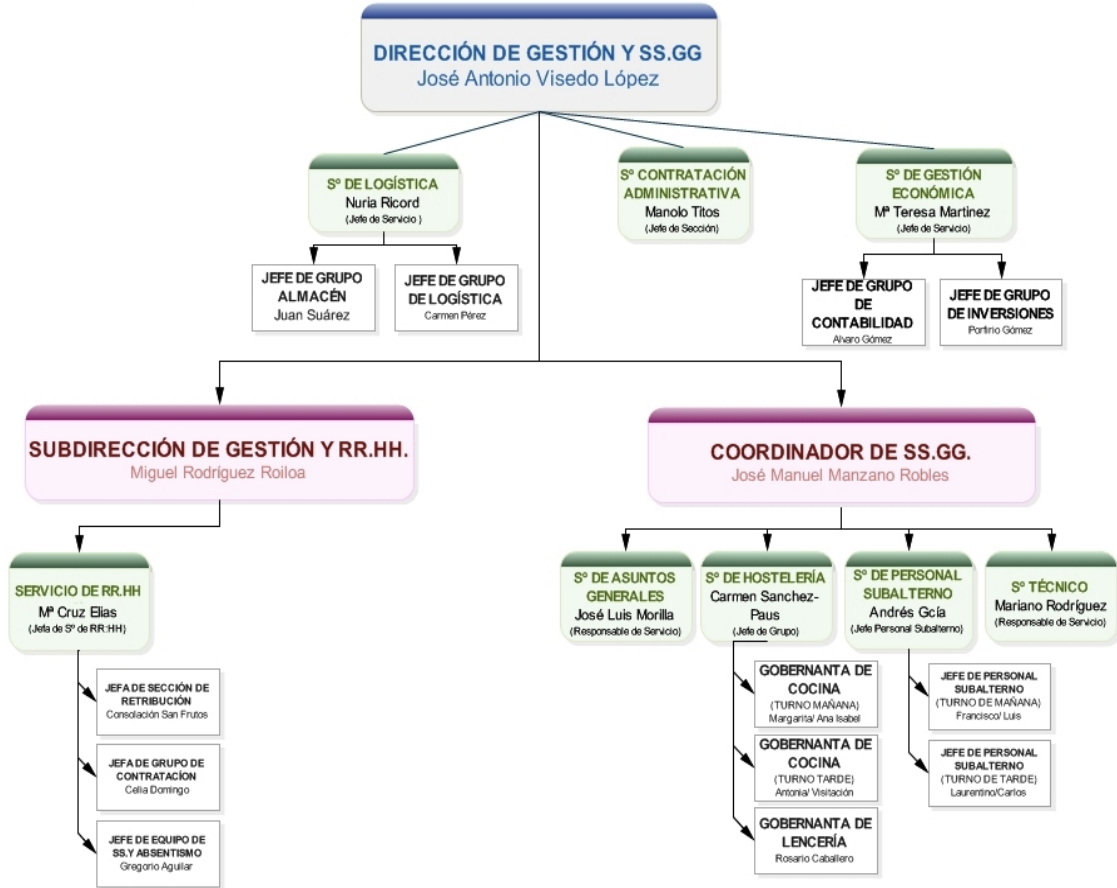 DIRECCIÓN DE GESTIÓN Y SS.GG
José Antonio Visedo López
Sº DE LOGÍSTICA
Nuria Ricord
(Jefe de Servicio )
Sº CONTRATACIÓN
ADMINISTRATIVA
Manolo Titos
(Jefe de Sección)
Sº DE GESTIÓN
ECONÓMICA
Mª Teresa Martinez
(Jefe de Servicio)
JEFE DE GRUPO
ALMACÉN
Juan Suárez
JEFE DE GRUPO
DE LOGÍSTICA
Carmen Pérez
JEFE DE GRUPO
DE
CONTABILIDAD
Alvaro Gómez
JEFE DE GRUPO
DE INVERSIONES
Porfirio Gómez
SUBDIRECCIÓN DE GESTIÓN Y RR.HH.
Miguel Rodríguez Roiloa
COORDINADOR DE SS.GG.
José Manuel Manzano Robles
SERVICIO DE RR.HH
Mª Cruz Elias
(Jefa de Sº de RR:HH)
Sº DE ASUNTOS
GENERALES
José Luis Morilla
(Responsable de Servicio)
Sº DE HOSTELERÍA
Carmen Sanchez-
Paus
(Jefe de Grupo)
Sº DE PERSONAL
SUBALTERNO
Andrés Gcía
(Jefe Personal Subalterno)
Sº TÉCNICO
Mariano Rodríguez
(Responsable de Servicio)
JEFA DE SECCIÓN DE
RETRIBUCIÓN
Consolación San Frutos
JEFA DE GRUPO DE
CONTRATACÍON
Celia Domingo
JEFE DE EQUIPO DE
SS.Y ABSENTISMO
Gregorio Aguilar
GOBERNANTA DE
COCINA
(TURNO MAÑANA)
Margarita/ Ana Isabel
GOBERNANTA DE
COCINA
(TURNO TARDE)
Antonia/ Visitación
GOBERNANTA DE
LENCERÍA
Rosario Caballero
JEFE DE PERSONAL
SUBALTERNO
(TURNO DE MAÑANA)
Francisco/ Luis
JEFE DE PERSONAL
SUBALTERNO
(TURNO DE TARDE)
Laurentino/Carlos